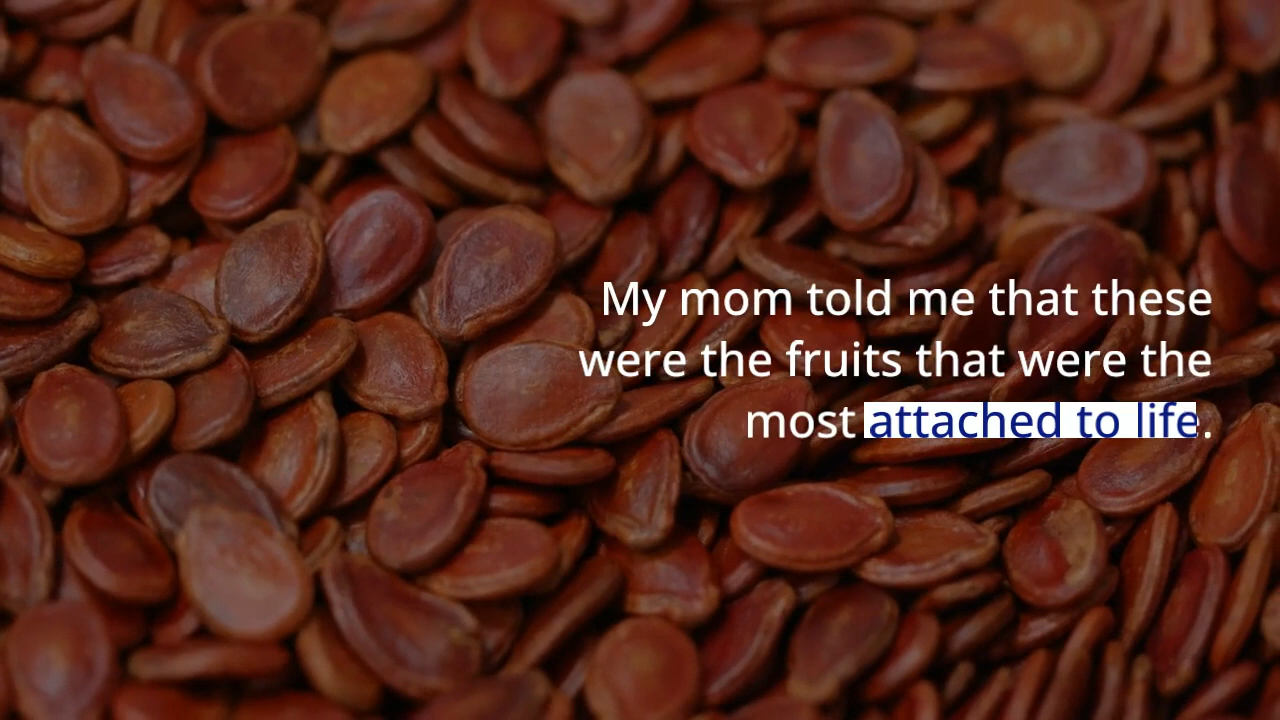 My mom told me that these
were the fruits that were the
most attached to life.